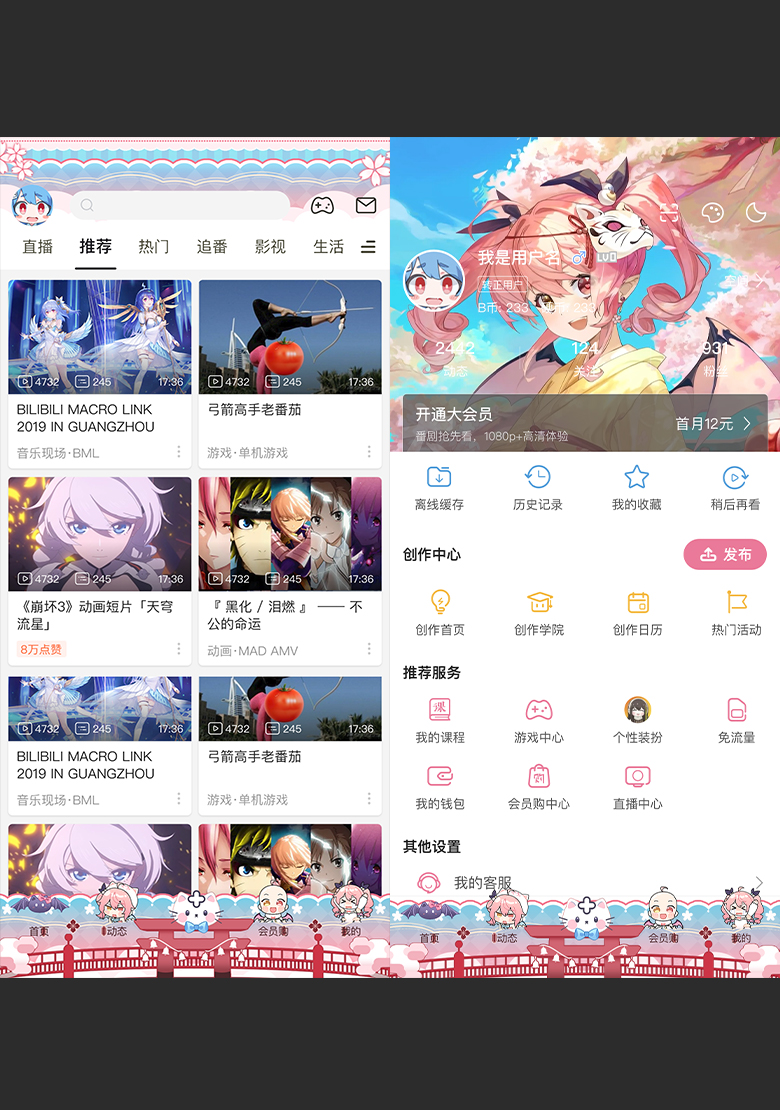 直播 推荐 热门 追番 影视 生活
4732 245 17:36
BILIBILI MACRO LINK
2019 IN GUANGZHOU
音乐现场·BML
4732 245 17:36
弓箭高手老番茄
游戏·单机游戏
4732 245 17:36
《崩坏3》动画短片「天穹
流星」
8万点赞
4732 245 17:36
『 黑化 / 泪燃 』 —— 不
公的命运
动画·MAD AMV
4732 245 17:36
BILIBILI MACRO LINK
2019 IN GUANGZHOU
音乐现场·BML
4732 245 17:36
弓箭高手老番茄
游戏·单机游戏
首页 动态 会员购 我的
我是用户名 LV0
转正用户
B币: 233 硬币: 233
2442 124 931
动态 关注 粉丝
开通大会员
番剧抢先看，1080p+高清体验
首月12元
离线缓存 历史记录 我的收藏 稍后再看
创作中心 发布
创作首页 创作学院 创作日历 热门活动
推荐服务
课
我的课程 游戏中心 个性装扮 免流量
购
我的钱包 会员购中心 直播中心
其他设置
我的客服
首页 动态 会员购 我的